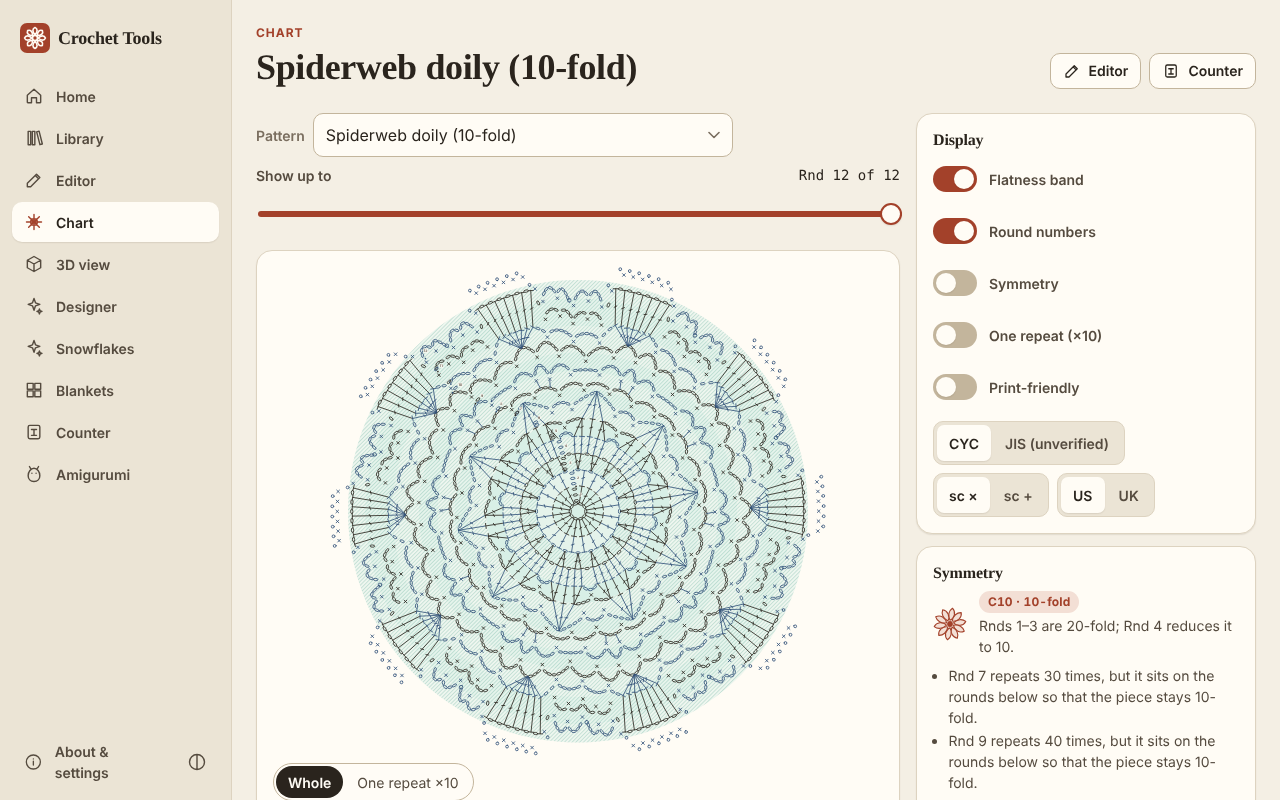 Crochet Tools
Home
Library
Editor
Chart
3D view
Designer
Snowflakes
Blankets
Counter
Amigurumi
About &
settings
CHART
Spiderweb doily (10-fold)
Editor
Counter
Pattern
Spiderweb doily (10-fold)
Show up to
Rnd 12 of 12
Whole
One repeat ×10
Display
Flatness band
Round numbers
Symmetry
One repeat (×10)
Print-friendly
CYC
JIS (unverified)
sc ×
sc +
US
UK
Symmetry
C10 · 10-fold
Rnds 1–3 are 20-fold; Rnd 4 reduces it
to 10.
• Rnd 7 repeats 30 times, but it sits on the
rounds below so that the piece stays 10-
fold.
• Rnd 9 repeats 40 times, but it sits on the
rounds below so that the piece stays 10-
fold.